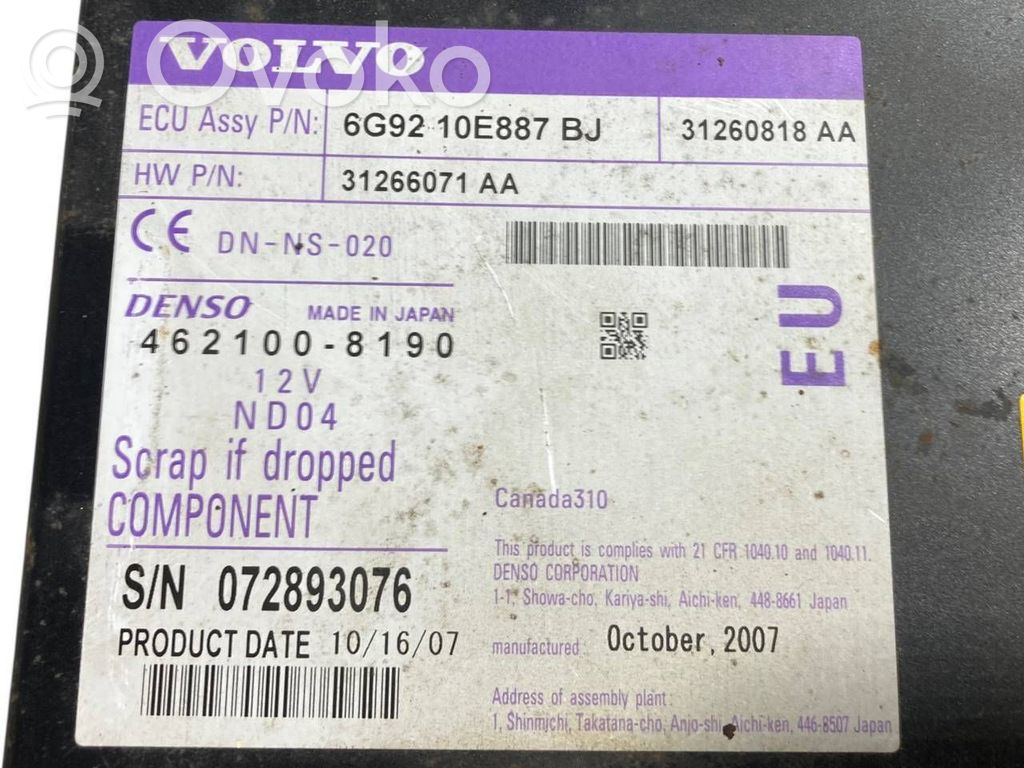 VOLVO
Ovoko
ECU Assy P/N: 6G92 10E887 BJ 31260818 AA
HW P/N: 31266071 AA
CE DN-NS-020
DENSO MADE IN JAPAN
462100-8190
12V
ND04
EU
Scrap if dropped
COMPONENT
Canada310
This product is complies with 21 CFR 1040.10 and 1040.11.
DENSO CORPORATION
1-1, Showa-cho, Kariya-shi, Aichi-ken, 448-8661 Japan
S/N 072893076
PRODUCT DATE 10/16/07
manufactured: October, 2007
Address of assembly plant:
1, Shinmichi, Takatana-cho, Anjo-shi, Aichi-ken, 446-8507 Japan